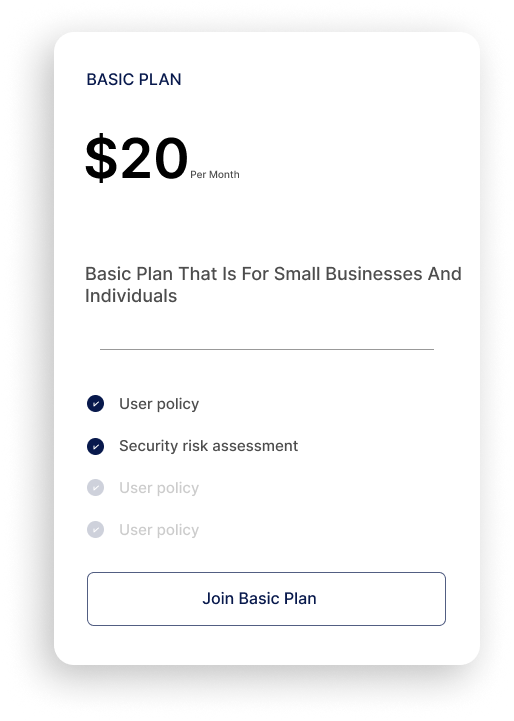 BASIC PLAN
$20 Per Month
Basic Plan That Is For Small Businesses And
Individuals
User policy
Security risk assessment
User policy
User policy
Join Basic Plan